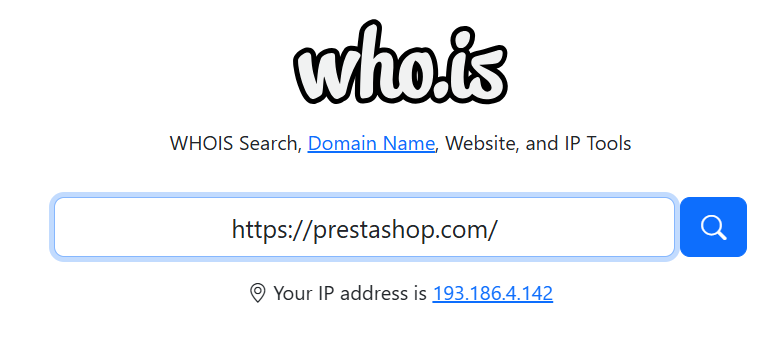 who.is
WHOIS Search, Domain Name, Website, and IP Tools
https://prestashop.com/
Your IP address is 193.186.4.142